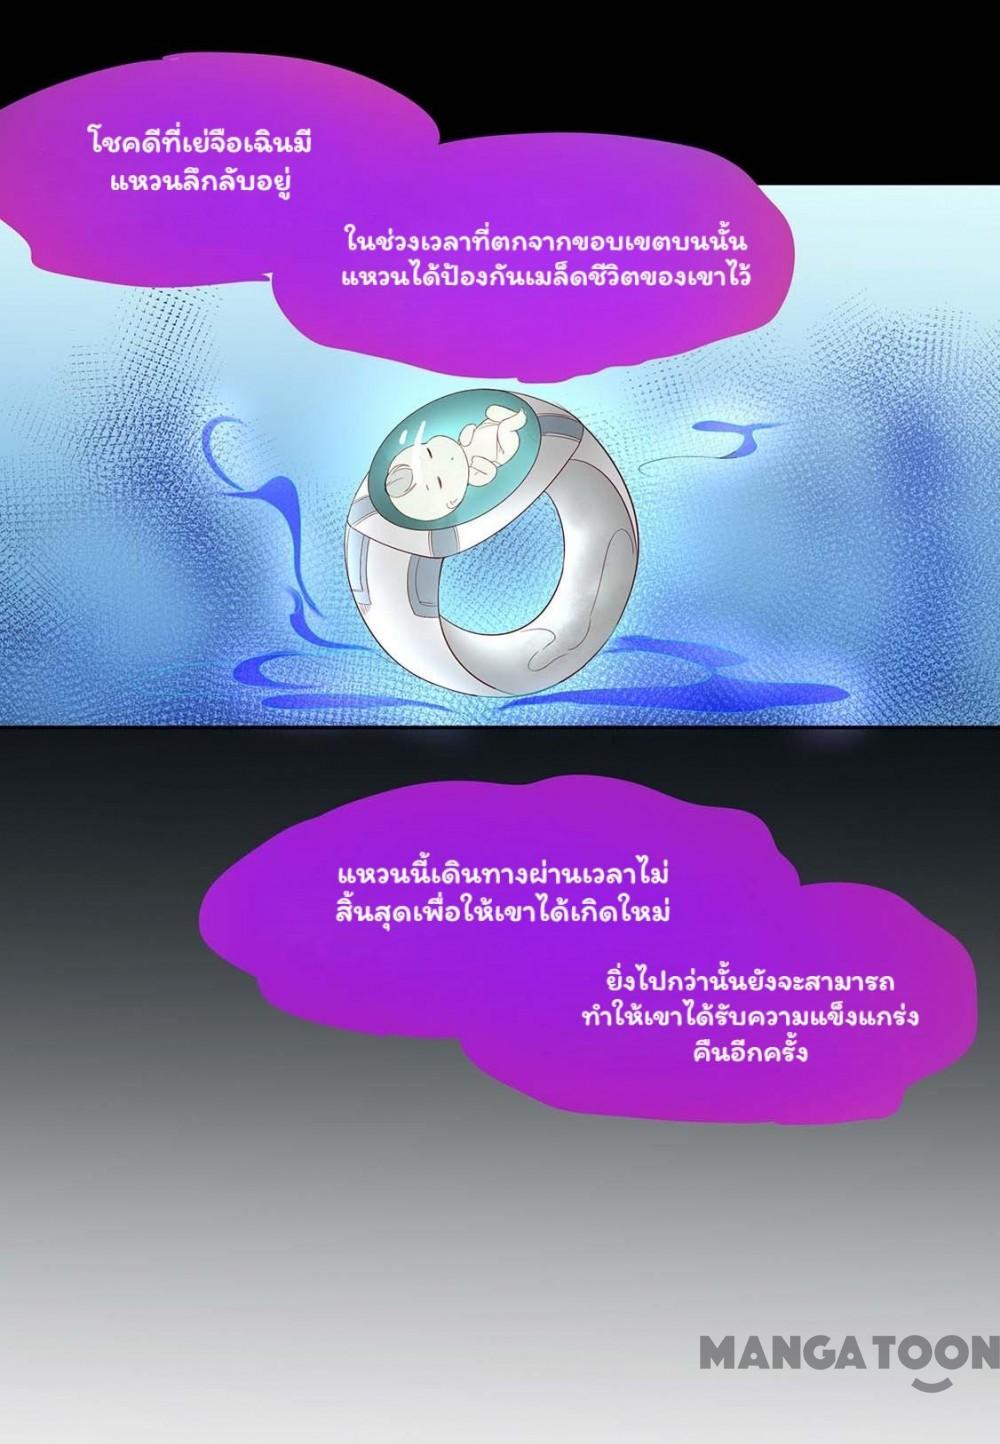 โชคดีที่เย่จือเฉินมี
แหวนลึกลับอยู่
ในช่วงเวลาที่ตกจากขอบเขตบนนั้น
แหวนได้ป้องกันเมล็ดชีวิตของเขาไว้
แหวนนี้เดินทางผ่านเวลาไม่
สิ้นสุดเพื่อให้เขาได้เกิดใหม่
ยิ่งไปกว่านั้นยังจะสามารถ
ทำให้เขาได้รับความแข็งแกร่ง
คืนอีกครั้ง
MANGATOON